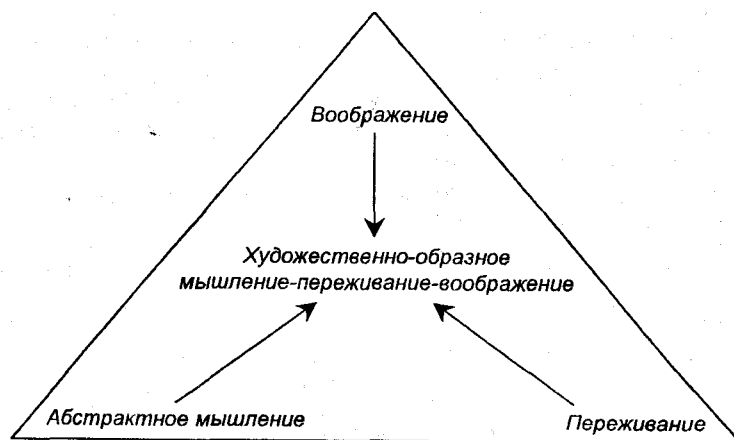 Воображение
Художественно-образное
мышление-переживание-воображение
Абстрактное мышление
Переживание